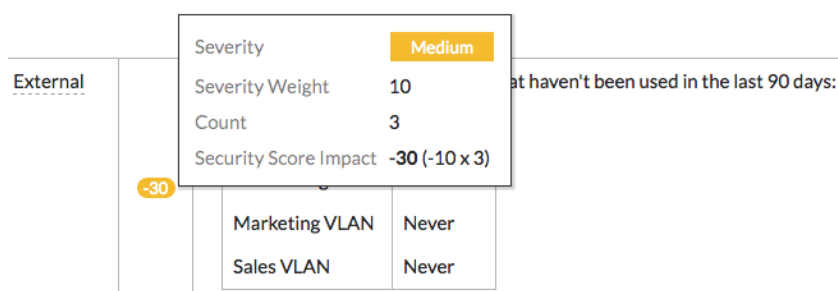 Severity Medium
External
Severity Weight 10
at haven't been used in the last 90 days:
Count 3
Security Score Impact -30 (-10 x 3)
-30
Marketing VLAN Never
Sales VLAN Never